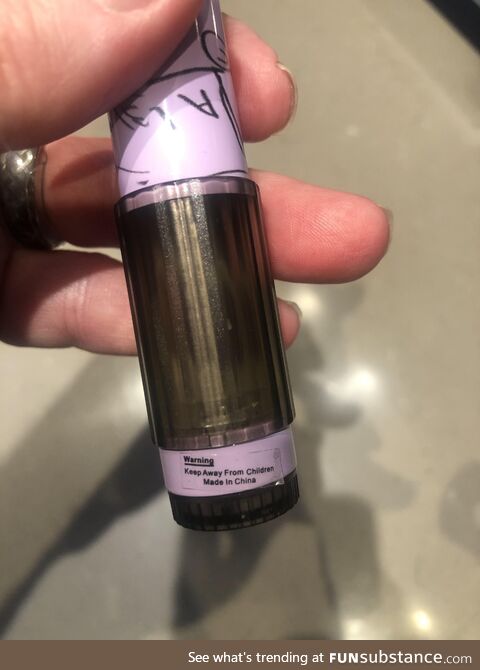 Warning
Keep Away From Children
Made In China
See what's trending at FUNsubstance.com